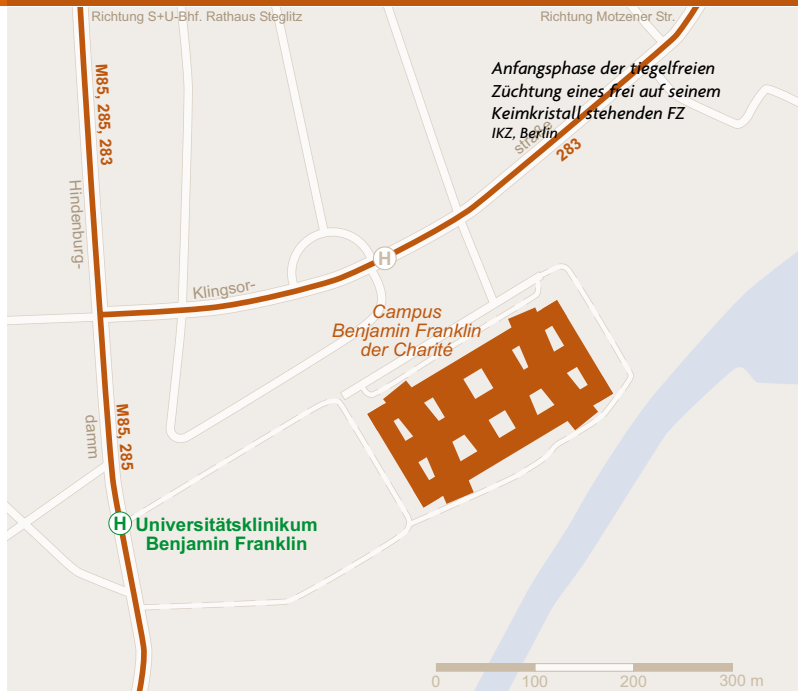 Richtung S+U-Bhf. Rathaus Steglitz
Richtung Motzener Str.
Anfangsphase der tiegelfreien
Züchtung eines frei auf seinem
Keimkristall stehenden FZ
IKZ, Berlin
M85, 285, 283
straße
283
Hindenburg-
H
Klingsor-
Campus
Benjamin Franklin
der Charité
M85, 285
damm
H Universitätsklinikum
Benjamin Franklin
0 100 200 300 m